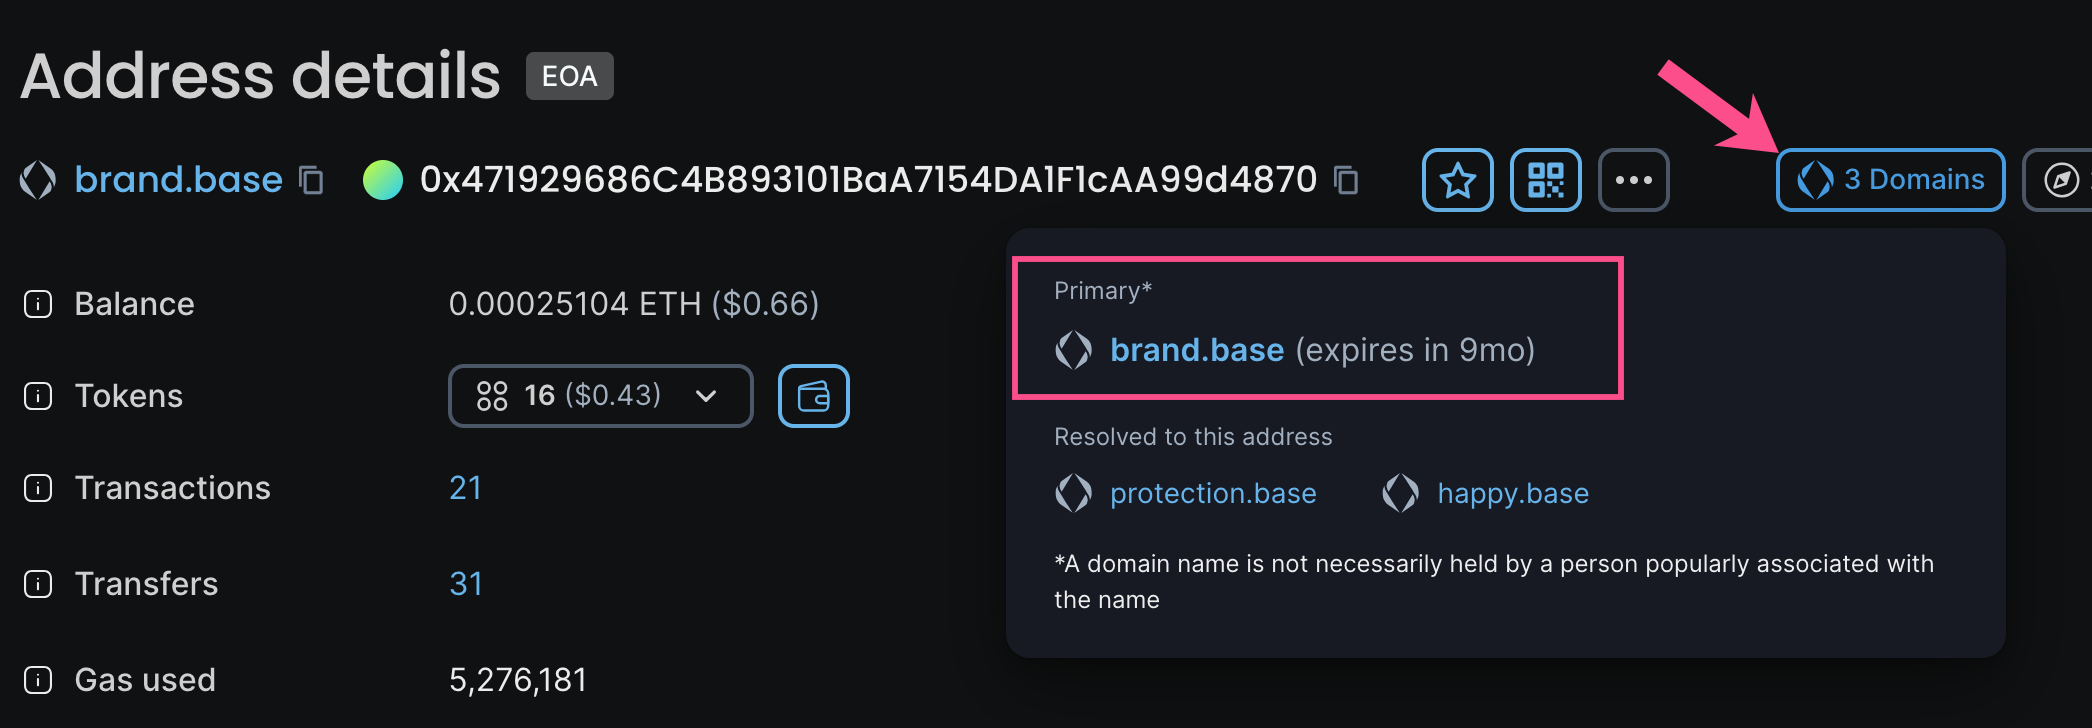 Address details EOA
brand.base 0x471929686C4B893101BaA7154DA1F1cAA99d4870 3 Domains
Primary*
brand.base (expires in 9mo)
Resolved to this address
protection.base happy.base
*A domain name is not necessarily held by a person popularly associated with
the name
Balance 0.00025104 ETH ($0.66)
Tokens 16 ($0.43)
Transactions 21
Transfers 31
Gas used 5,276,181